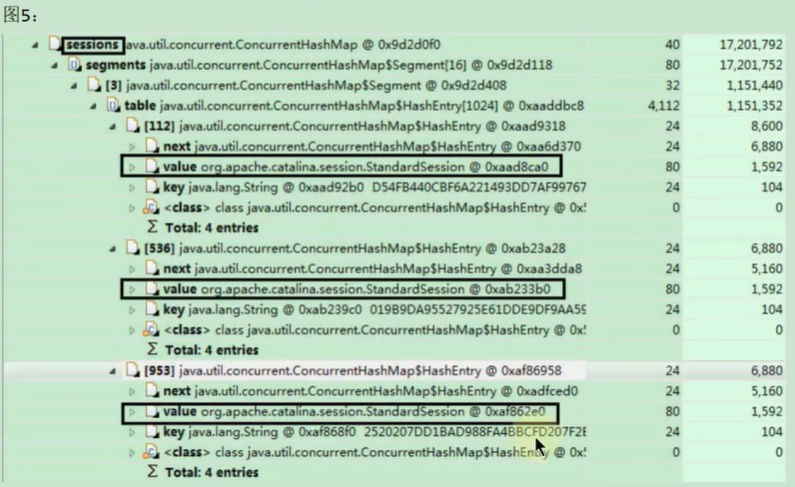 图5:
sessions java.util.concurrent.ConcurrentHashMap @ 0x9d2d0f0 40 17,201,792
segments java.util.concurrent.ConcurrentHashMap$Segment[16] @ 0x9d2d118 80 17,201,752
[3] java.util.concurrent.ConcurrentHashMap$Segment @ 0x9d2d408 32 1,151,440
table java.util.concurrent.ConcurrentHashMap$HashEntry[1024] @ 0xaaddbc8 4,112 1,151,352
[112] java.util.concurrent.ConcurrentHashMap$HashEntry @ 0xaad9318 24 8,600
next java.util.concurrent.ConcurrentHashMap$HashEntry @ 0xaa6d370 24 6,880
value org.apache.catalina.session.StandardSession @ 0xaad8ca0 80 1,592
key java.lang.String @ 0xaad92b0 D54FB440CBF6A221493DD7AF99767 24 104
<class> class java.util.concurrent.ConcurrentHashMap$HashEntry @ 0x 0 0
Σ Total: 4 entries
[536] java.util.concurrent.ConcurrentHashMap$HashEntry @ 0xab23a28 24 6,880
next java.util.concurrent.ConcurrentHashMap$HashEntry @ 0xaa3dda8 24 5,160
value org.apache.catalina.session.StandardSession @ 0xab233b0 80 1,592
key java.lang.String @ 0xab239c0 019B9DA95527925E61DDE9DF9AA59 24 104
<class> class java.util.concurrent.ConcurrentHashMap$HashEntry @ 0x 0 0
Σ Total: 4 entries
[953] java.util.concurrent.ConcurrentHashMap$HashEntry @ 0xaf86958 24 6,880
next java.util.concurrent.ConcurrentHashMap$HashEntry @ 0xadfced0 24 5,160
value org.apache.catalina.session.StandardSession @ 0xaf862e0 80 1,592
key java.lang.String @ 0xaf868f0 2520207DD1BAD988FA4BBCFD207F2E 24 104
<class> class java.util.concurrent.ConcurrentHashMap$HashEntry @ 0x 0 0
Σ Total: 4 entries